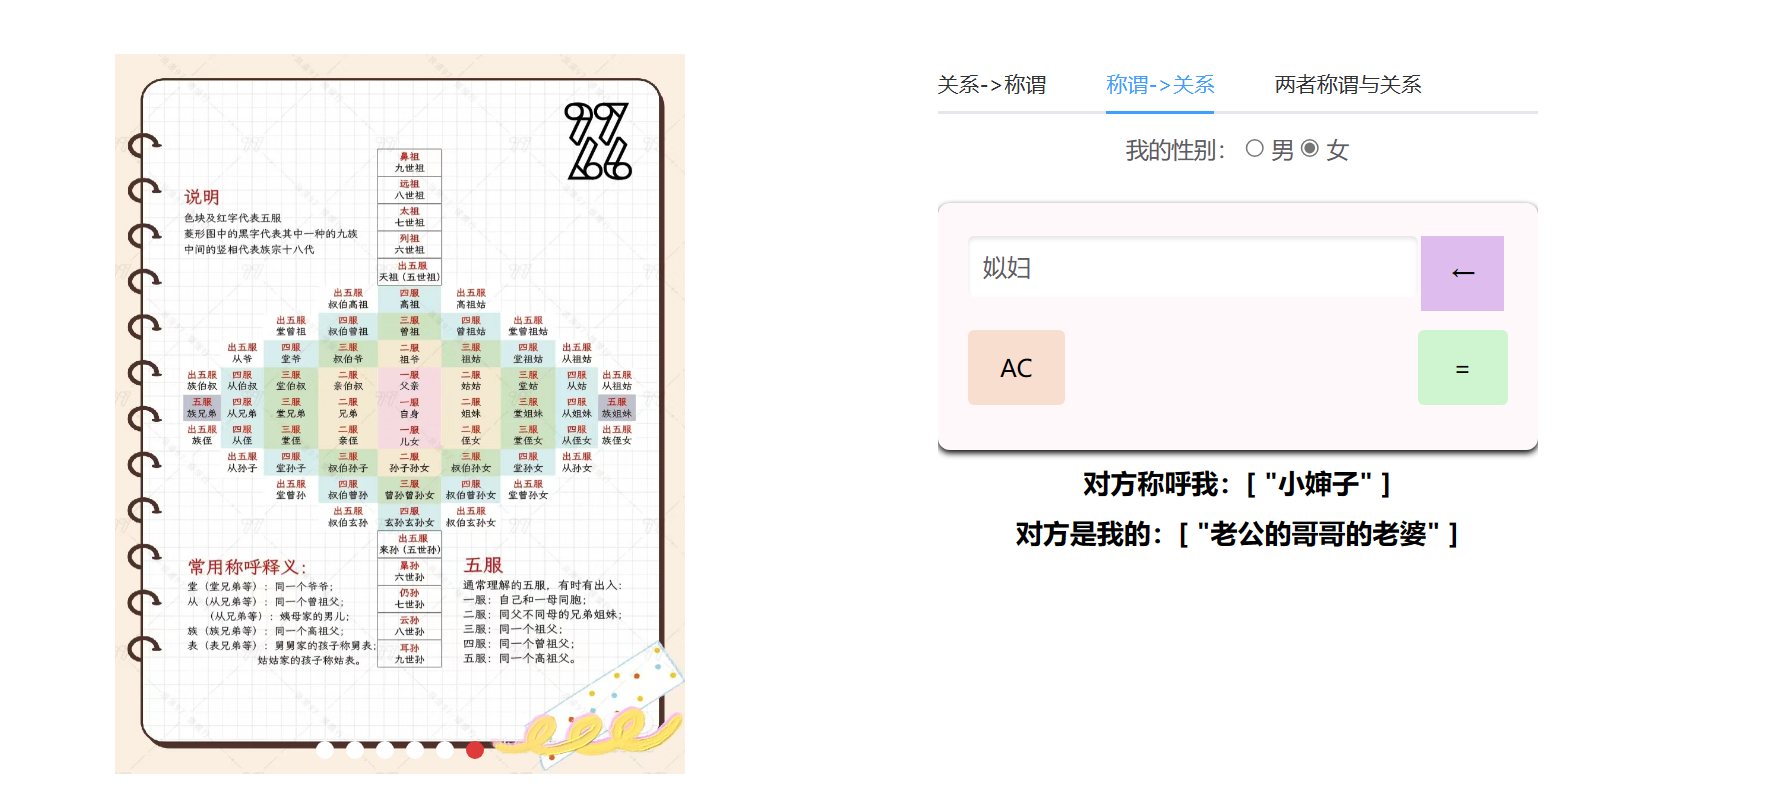 鼻祖
九世祖
远祖
八世祖
太祖
七世祖
列祖
六世祖
出五服
天祖 (五世祖)
说明
色块及红字代表五服
菱形图中的黑字代表其中一种的九族
中间的竖相代表族宗十八代
出五服 四服 出五服
叔伯高祖 高祖 高祖姑
出五服 四服 三服 四服 出五服
堂曾祖 叔伯曾祖 曾祖 曾祖姑 堂曾祖姑
出五服 四服 三服 二服 三服 四服 出五服
从爷 堂爷 叔伯爷 祖爷 祖姑 堂祖姑 从祖姑
出五服 四服 三服 二服 一服 二服 三服 四服 出五服
族伯叔 从伯叔 堂伯叔 亲伯叔 父亲 姑姑 堂姑 从姑 从祖姑
五服 四服 三服 二服 一服 二服 三服 四服 五服
族兄弟 从兄弟 堂兄弟 兄弟 自身 姐妹 堂姐妹 从姐妹 族姐妹
出五服 四服 三服 二服 一服 二服 三服 四服 出五服
族侄 从侄 堂侄 亲侄 儿女 侄女 堂侄女 从侄女 族侄女
出五服 四服 三服 二服 三服 四服 出五服
从孙子 堂孙子 叔伯孙子 孙子孙女 叔伯孙女 堂孙女 从孙女
出五服 四服 三服 四服 出五服
堂曾孙 叔伯曾孙 曾孙曾孙女 叔伯曾孙女 堂曾孙女
出五服 四服 出五服
叔伯玄孙 玄孙玄孙女 叔伯玄孙女
出五服
来孙 (五世孙)
鼻孙
六世孙
仍孙
七世孙
云孙
八世孙
耳孙
九世孙
常用称呼释义：
堂（堂兄弟等）：同一个爷爷；
从（从兄弟等）：同一个曾祖父；
（从兄弟等）：姨母家的男儿；
族（族兄弟等）：同一个高祖父；
表（表兄弟等）：舅舅家的孩子称舅表；
姑姑家的孩子称姑表。
五服
通常理解的五服，有时有出入：
一服：自己和一母同胞；
二服：同父不同母的兄弟姐妹；
三服：同一个祖父；
四服：同一个曾祖父；
五服：同一个高祖父。
关系->称谓 称谓->关系 两者称谓与关系
我的性别： 男 女
姒妇 ←
AC =
对方称呼我：[ "小婶子" ]
对方是我的：[ "老公的哥哥的老婆" ]